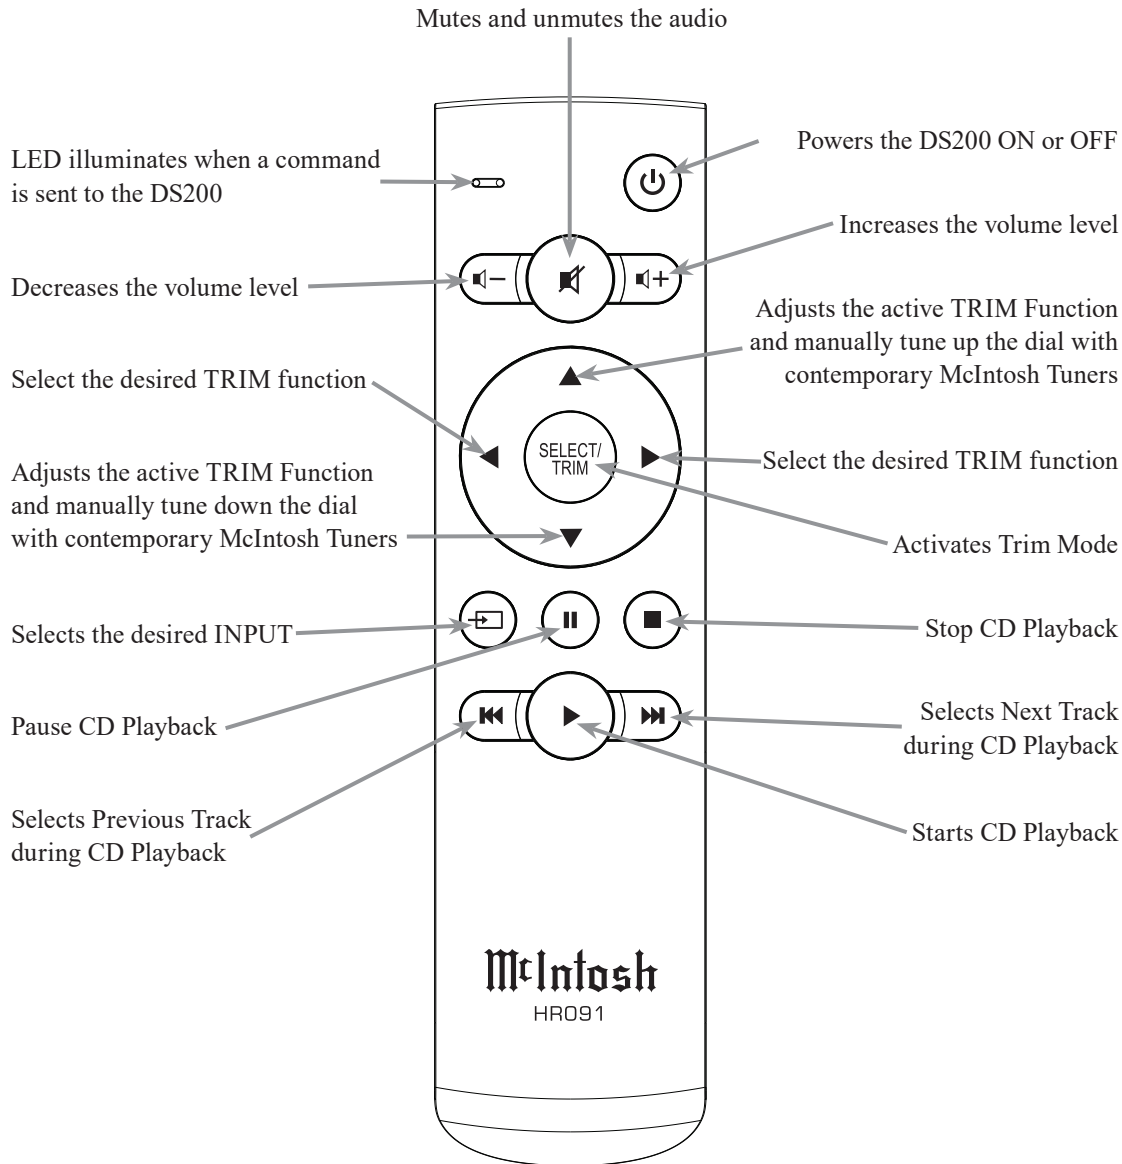 Mutes and unmutes the audio
Powers the DS200 ON or OFF
LED illuminates when a command
is sent to the DS200
Increases the volume level
Decreases the volume level
Adjusts the active TRIM Function
and manually tune up the dial with
contemporary McIntosh Tuners
Select the desired TRIM function
SELECT/
TRIM
Select the desired TRIM function
Adjusts the active TRIM Function
and manually tune down the dial
with contemporary McIntosh Tuners
Activates Trim Mode
Selects the desired INPUT
Stop CD Playback
Pause CD Playback
Selects Next Track
during CD Playback
Selects Previous Track
during CD Playback
Starts CD Playback
McIntosh
HR091